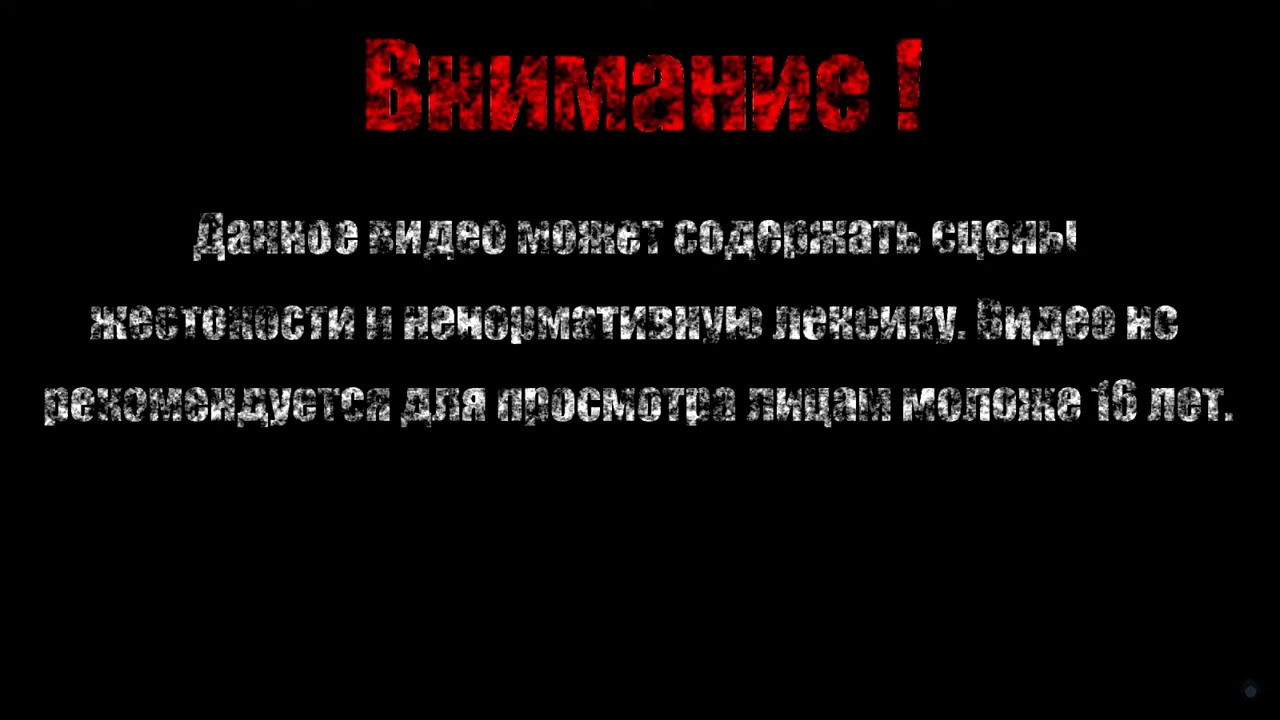 Внимание !
Данное видео может содержать сцены
жестокости и ненормативную лексику. Видео не
рекомендуется для просмотра лицам моложе 16 лет.